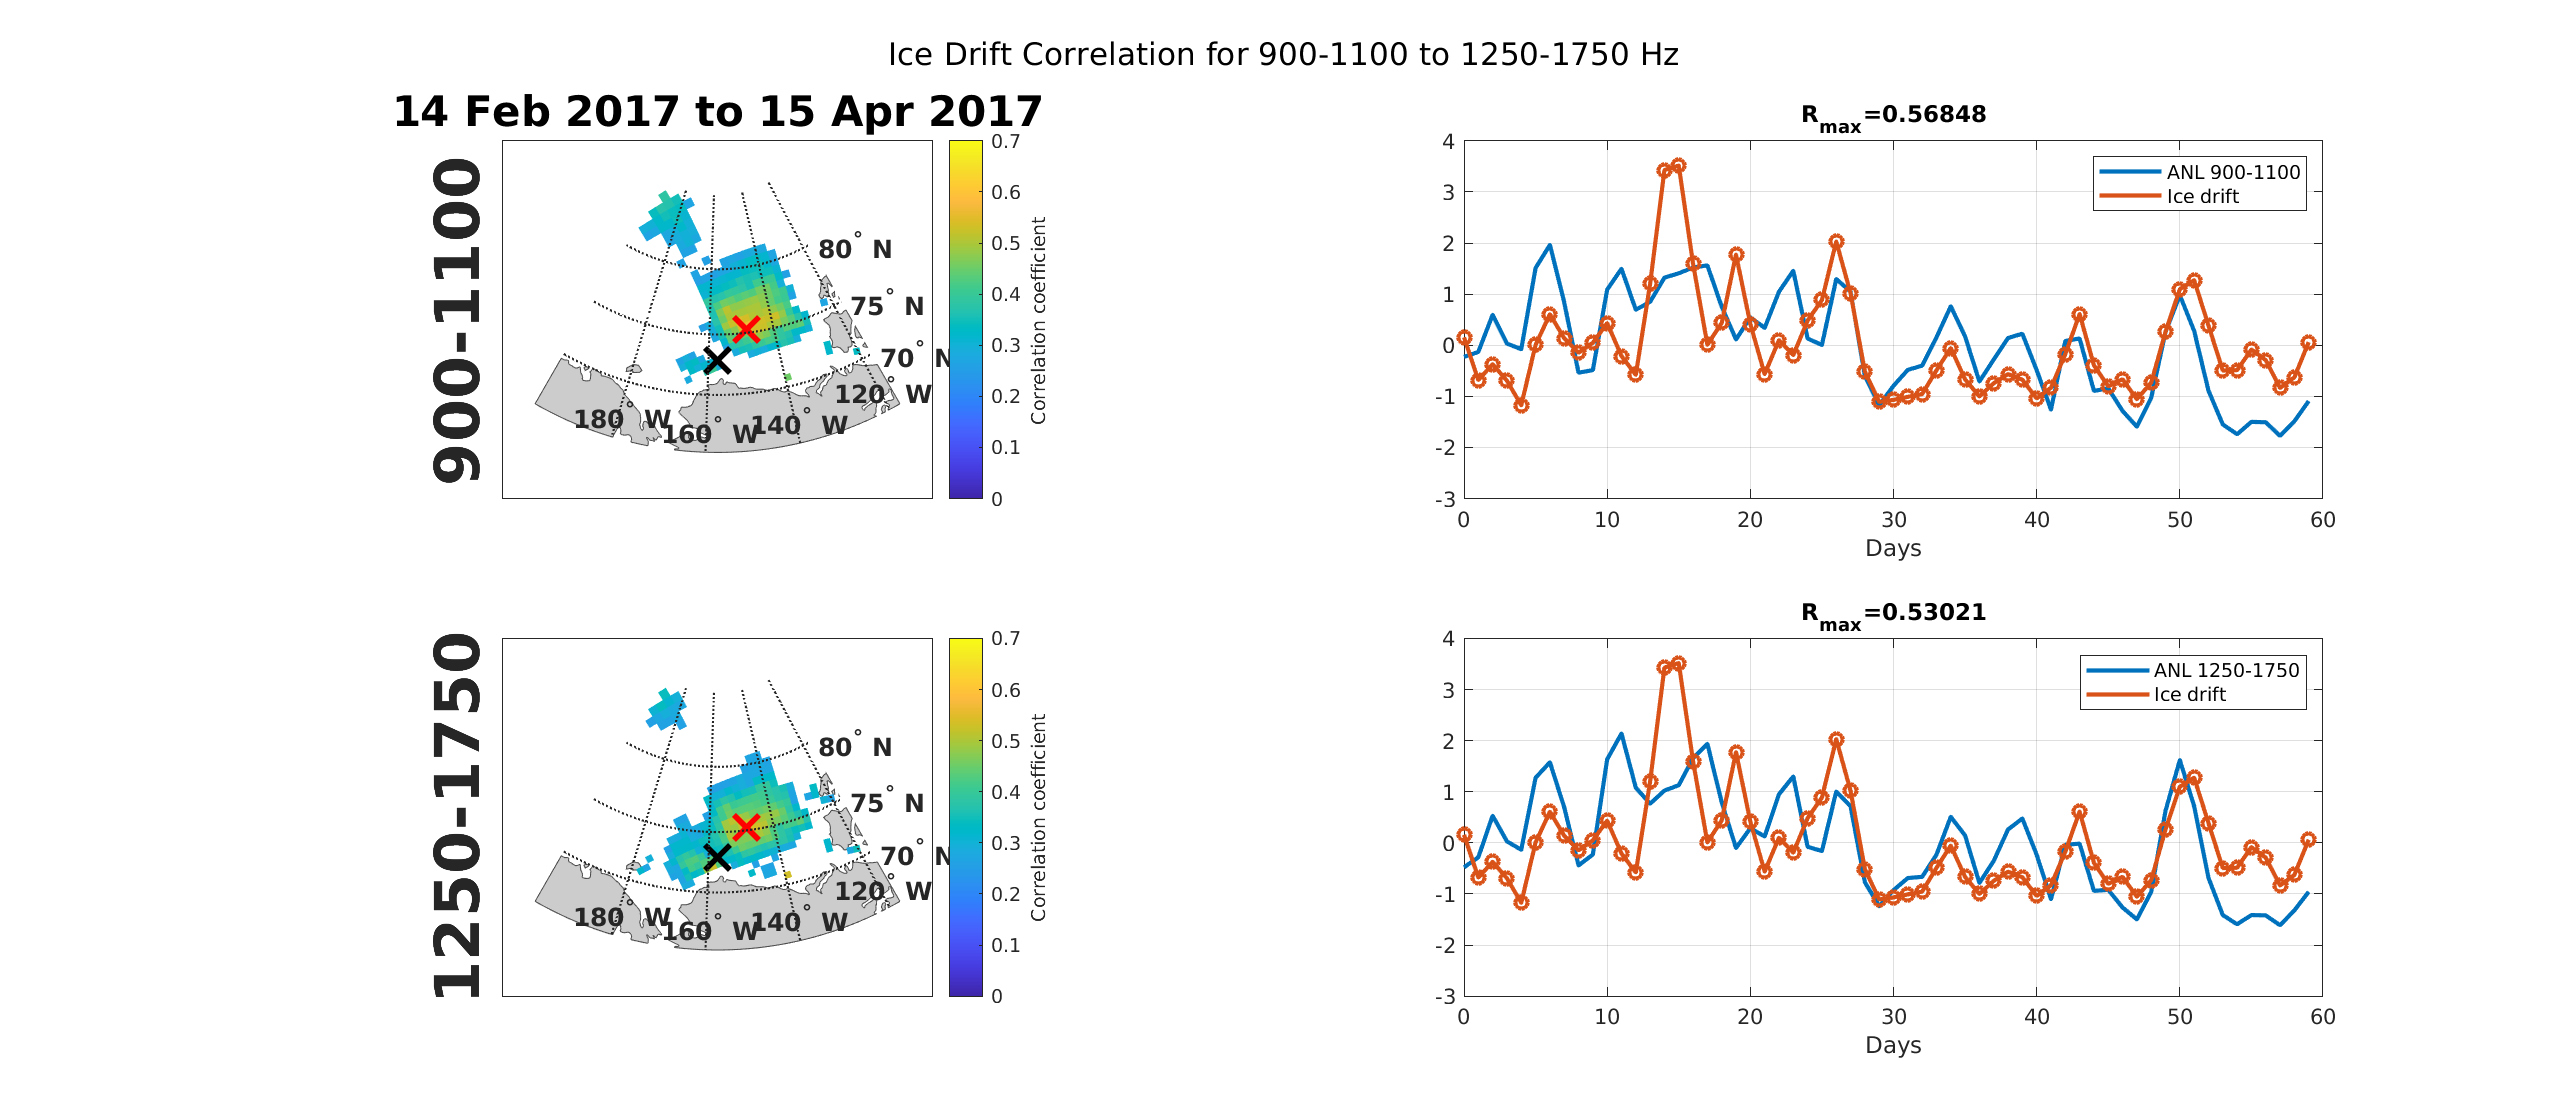 Ice Drift Correlation for 900-1100 to 1250-1750 Hz
14 Feb 2017 to 15 Apr 2017
900-1100
80° N
75° N
70° N
120° W
180° W
160° W
140° W
0.7
0.6
0.5
0.4
0.3
0.2
0.1
0
Correlation coefficient
Rmax=0.56848
ANL 900-1100
Ice drift
4
3
2
1
0
-1
-2
-3
0 10 20 30 40 50 60
Days
1250-1750
80° N
75° N
70° N
120° W
180° W
160° W
140° W
0.7
0.6
0.5
0.4
0.3
0.2
0.1
0
Correlation coefficient
Rmax=0.53021
ANL 1250-1750
Ice drift
4
3
2
1
0
-1
-2
-3
0 10 20 30 40 50 60
Days